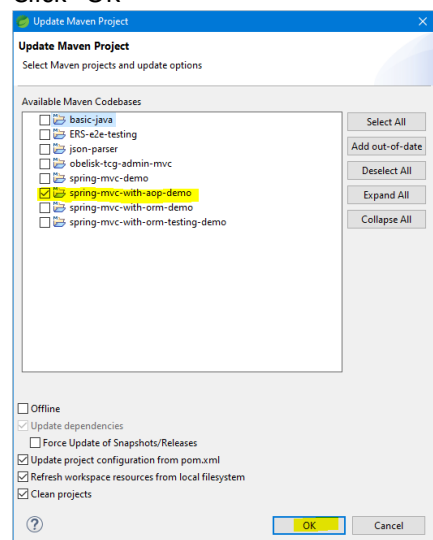 Click "OK"
Update Maven Project
Update Maven Project
Select Maven projects and update options
Available Maven Codebases
basic-java
ERS-e2e-testing
json-parser
obelisk-tcg-admin-mvc
spring-mvc-demo
spring-mvc-with-aop-demo
spring-mvc-with-orm-demo
spring-mvc-with-orm-testing-demo
Select All
Add out-of-date
Deselect All
Expand All
Collapse All
Offline
Update dependencies
Force Update of Snapshots/Releases
Update project configuration from pom.xml
Refresh workspace resources from local filesystem
Clean projects
OK
Cancel